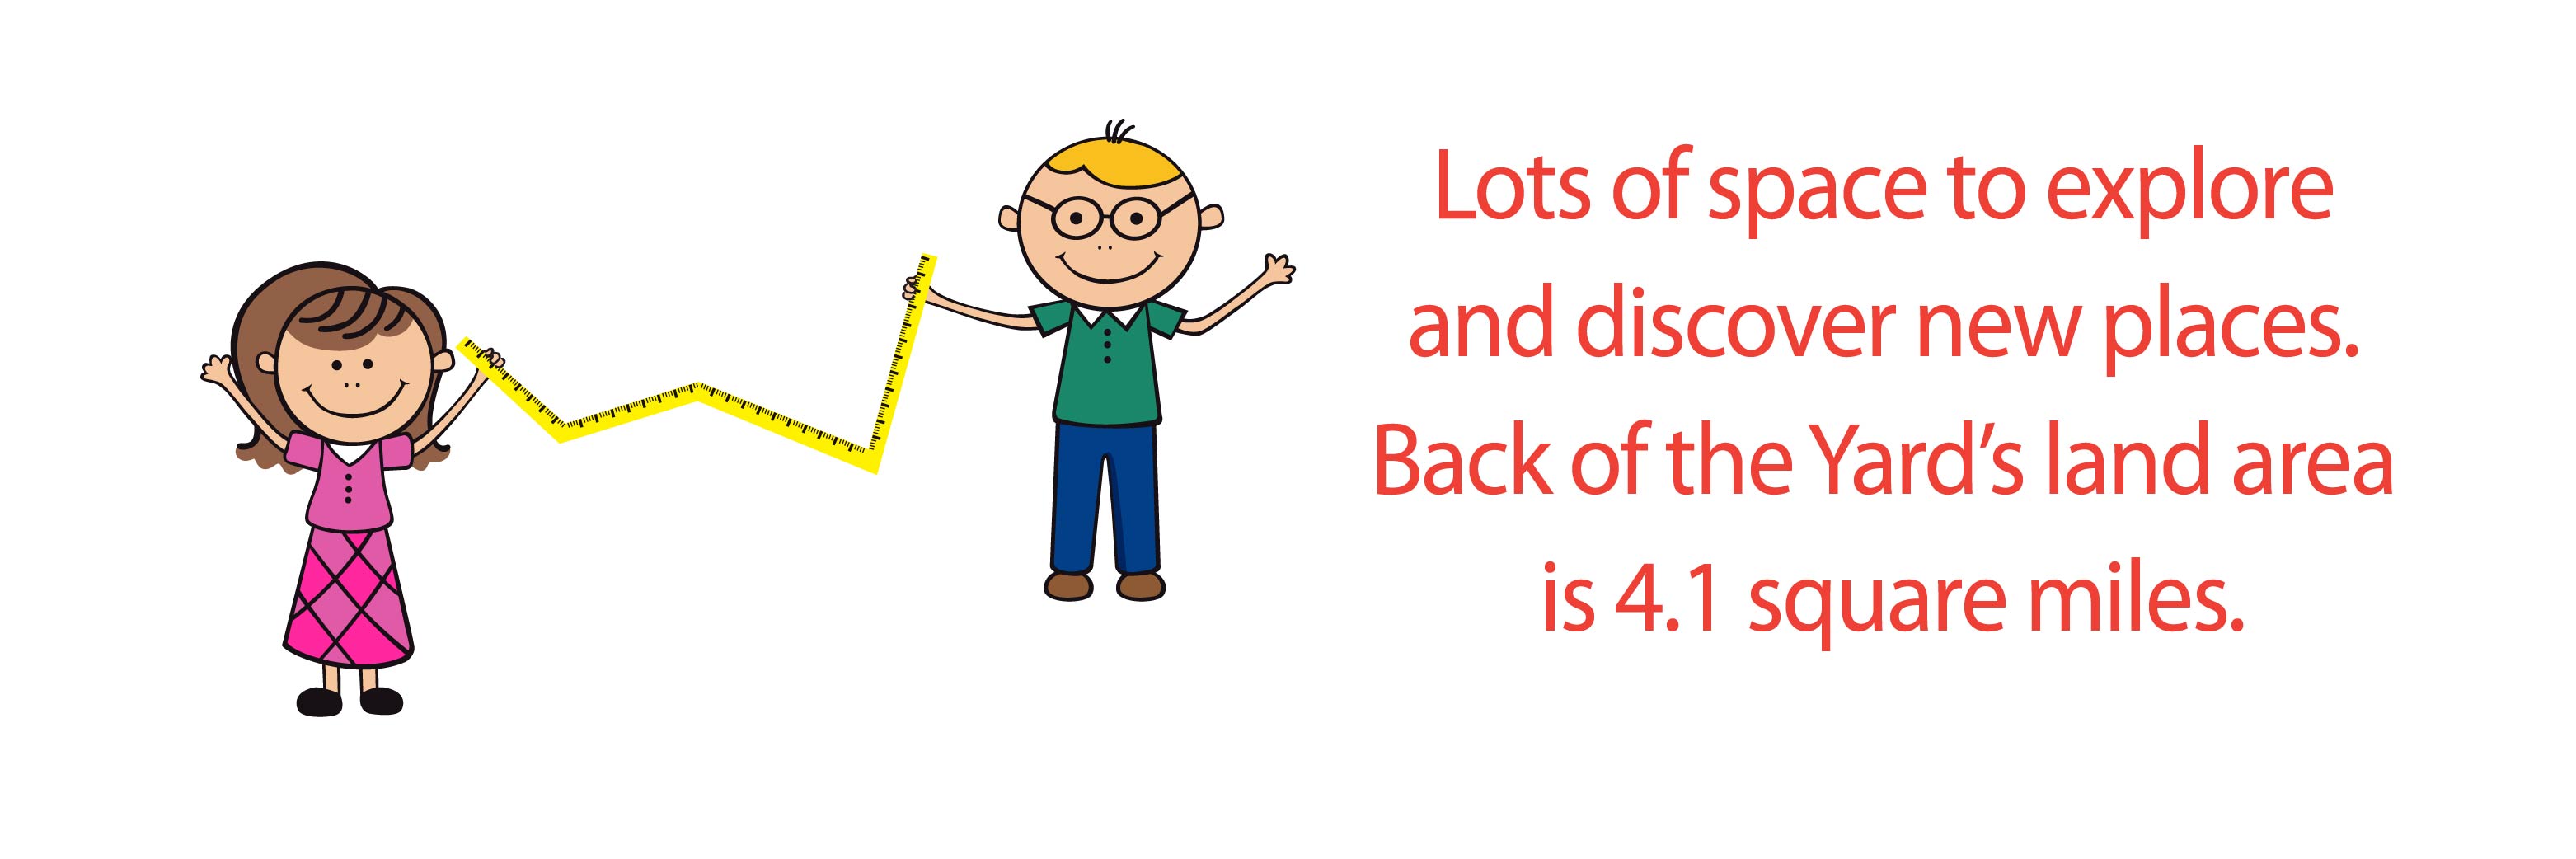 Lots of space to explore
and discover new places.
Back of the Yard’s land area
is 4.1 square miles.